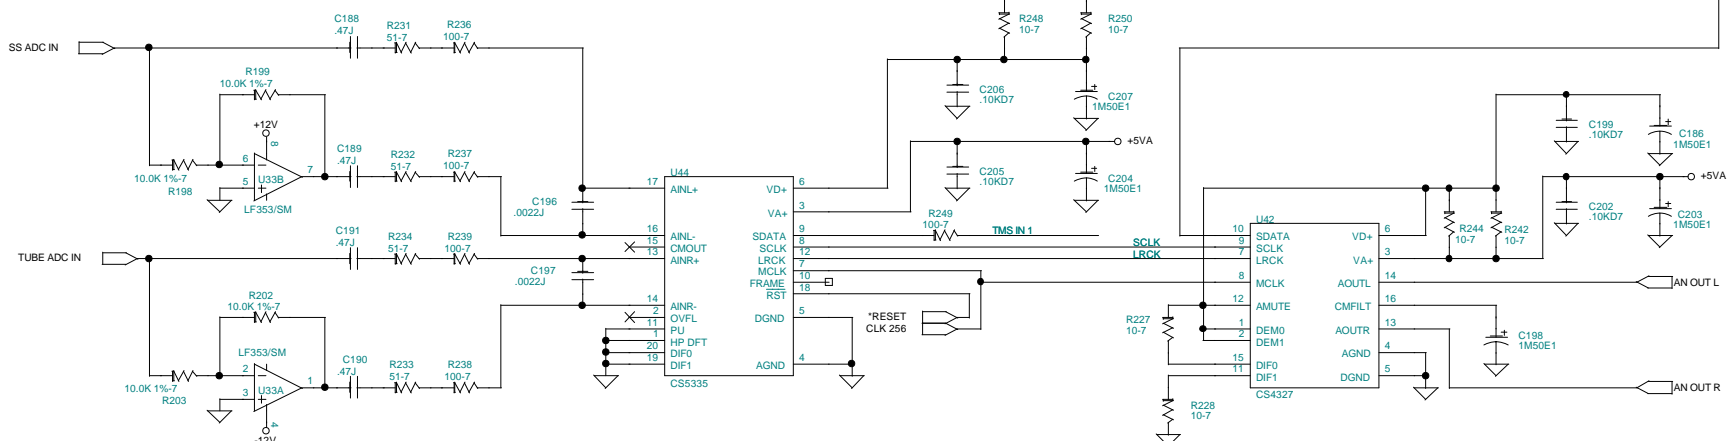 SS ADC IN
C188
.47J
R231
51-7
R236
100-7
R199
10.0K 1%-7
+12V
8
6
5
7
U33B
LF353/SM
10.0K 1%-7
R198
C189
.47J
R232
51-7
R237
100-7
TUBE ADC IN
C191
.47J
R234
51-7
R239
100-7
R202
10.0K 1%-7
LF353/SM
2
3
1
U33A
4
-12V
10.0K 1%-7
R203
C190
.47J
R233
51-7
R238
100-7
C196
.0022J
C197
.0022J
U44
17 AINL+
16 AINL-
15 CMOUT
13 AINR+
14 AINR-
2 OVFL
11 PU
1 HP DFT
20 DIF0
19 DIF1
VD+ 6
VA+ 3
SDATA 9
SCLK 8
LRCK 12
MCLK 7
FRAME 10
RST 18
DGND 5
AGND 4
CS5335
R248
10-7
R250
10-7
C206
.10KD7
C207
1M50E1
+
+5VA
C205
.10KD7
C204
1M50E1
+
R249
100-7
TMS IN 1
SCLK
LRCK
*RESET
CLK 256
R227
10-7
R228
10-7
U42
10 SDATA
9 SCLK
7 LRCK
8 MCLK
12 AMUTE
1 DEM0
2 DEM1
15 DIF0
11 DIF1
VD+ 6
VA+ 3
AOUTL 14
CMFILT 16
AOUTR 13
AGND 4
DGND 5
CS4327
R244
10-7
R242
10-7
C199
.10KD7
C186
1M50E1
+
+5VA
C202
.10KD7
C203
1M50E1
+
AN OUT L
C198
1M50E1
+
AN OUT R